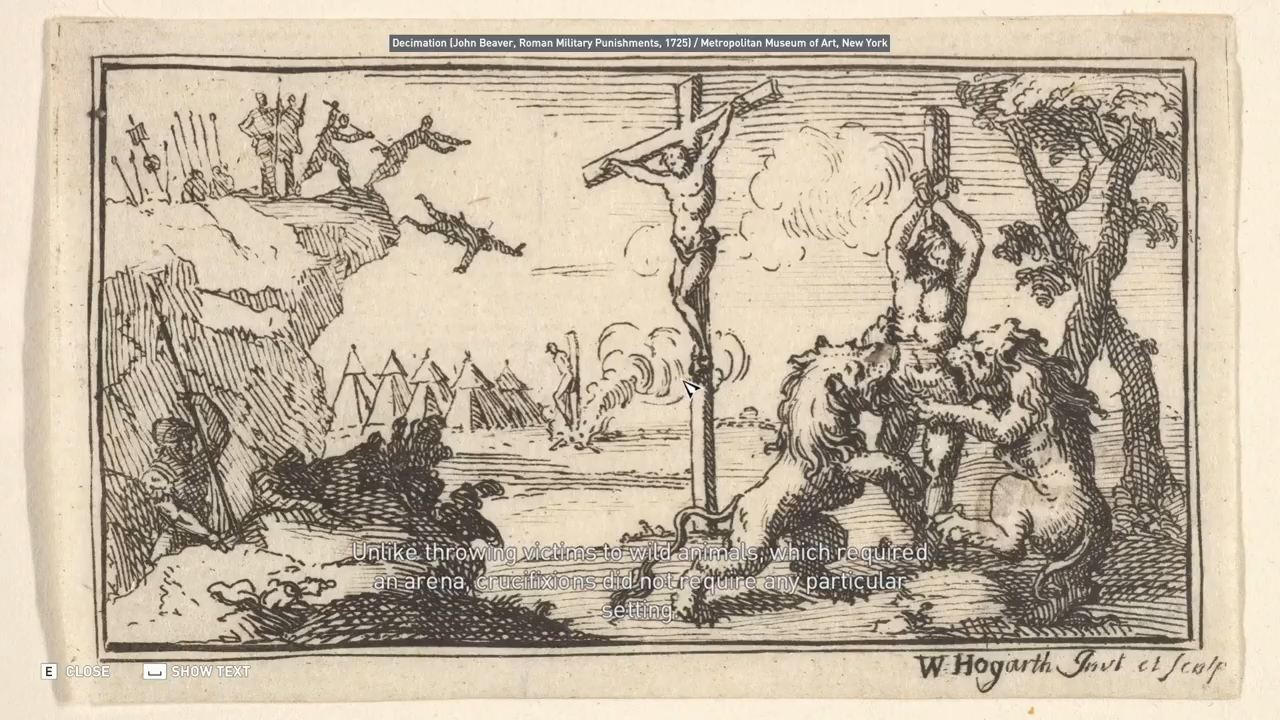 Decimation (John Beaver, Roman Military Punishments, 1725) / Metropolitan Museum of Art, New York
Unlike throwing victims to wild animals, which required
an arena, crucifixions did not require any particular
setting.
E CLOSE
SHOW TEXT
W. Hogarth Invt et Sculp